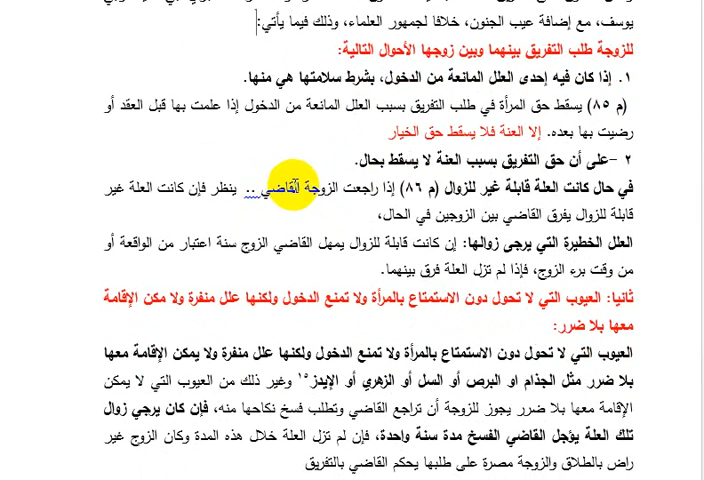 يوسف، مع إضافة عيب الجنون، خلافا لجمهور العلماء، وذلك فيما يأتي:
للزوجة طلب التفريق بينهما وبين زوجها الأحوال التالية:
١. إذا كان فيه إحدى العلل المانعة من الدخول، بشرط سلامتها هي منها.
(م ٨٥) يسقط حق المرأة في طلب التفريق بسبب العلل المانعة من الدخول إذا علمت بها قبل العقد أو
رضيت بها بعده. إلا العنة فلا يسقط حق الخيار
٢ -على أن حق التفريق بسبب العنة لا يسقط بحال.
في حال كانت العلة قابلة غير للزوال (م ٨٦) إذا راجعت الزوجة القاضي .. ينظر فإن كانت العلة غير
قابلة للزوال يفرق القاضي بين الزوجين في الحال،
العلل الخطيرة التي يرجى زوالها: إن كانت قابلة للزوال يمهل القاضي الزوج سنة اعتبار من الواقعة أو
من وقت برء الزوج، فإذا لم تزل العلة فرق بينهما.
ثانيا: العيوب التي لا تحول دون الاستمتاع بالمرأة ولا تمنع الدخول ولكنها علل منفرة ولا مكن الإقامة
معها بلا ضرر:
العيوب التي لا تحول دون الاستمتاع بالمرأة ولا تمنع الدخول ولكنها علل منفرة ولا يمكن الإقامة معها
بلا ضرر مثل الجذام او البرص أو السل أو الزهري أو الإيدز١٥ وغير ذلك من العيوب التي لا يمكن
الإقامة معها بلا ضرر يجوز للزوجة أن تراجع القاضي وتطلب فسخ نكاحها منه، فإن كان يرجي زوال
تلك العلة يؤجل القاضي الفسخ مدة سنة واحدة، فإن لم تزل العلة خلال هذه المدة وكان الزوج غير
راض بالطلاق والزوجة مصرة على طلبها يحكم القاضي بالتفريق